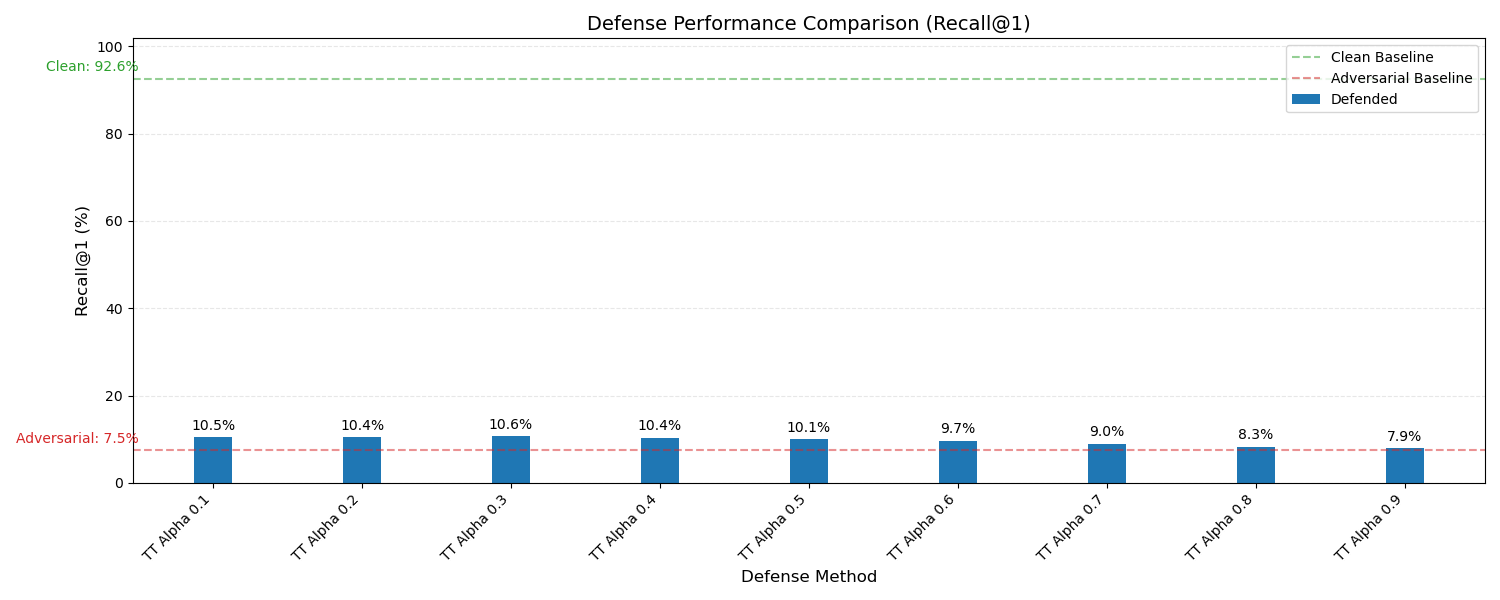 Defense Performance Comparison (Recall@1)
Clean: 92.6%
Adversarial: 7.5%
Recall@1 (%)
100
80
60
40
20
0
Clean Baseline
Adversarial Baseline
Defended
10.5%
10.4%
10.6%
10.4%
10.1%
9.7%
9.0%
8.3%
7.9%
TT Alpha 0.1
TT Alpha 0.2
TT Alpha 0.3
TT Alpha 0.4
TT Alpha 0.5
TT Alpha 0.6
TT Alpha 0.7
TT Alpha 0.8
TT Alpha 0.9
Defense Method